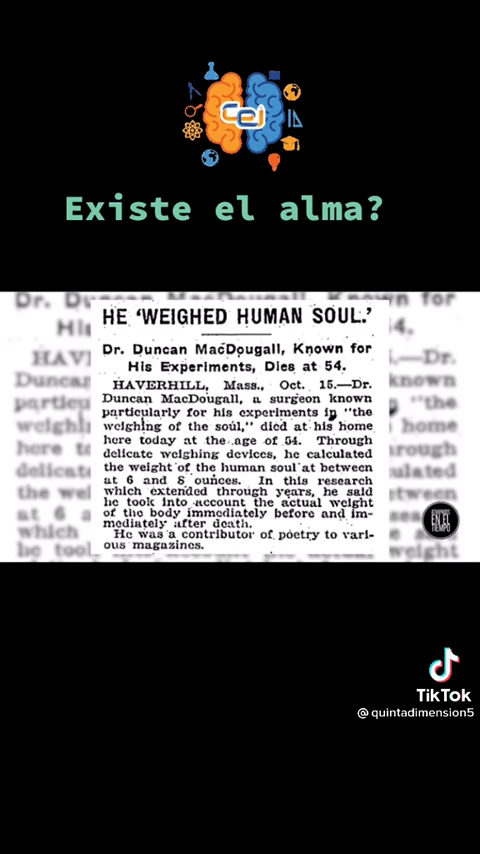 cei
Existe el alma?
HE 'WEIGHED HUMAN SOUL.'
Dr. Duncan MacDougall, Known for
His Experiments, Dies at 54.
HAVERHILL, Mass., Oct. 15.—Dr.
Duncan MacDougall, a surgeon known
particularly for his experiments in "the
weighing of the soul," died at his home
here today at the age of 54. Through
delicate weighing devices, he calculated
the weight of the human soul at between
at 6 and 8 ounces. In this research
which extended through years, he said
he took into account the actual weight
of the body immediately before and im-
mediately after death.
He was a contributor of poetry to vari-
ous magazines.
EN EL
TIEMPO
TikTok
@quintadimension5